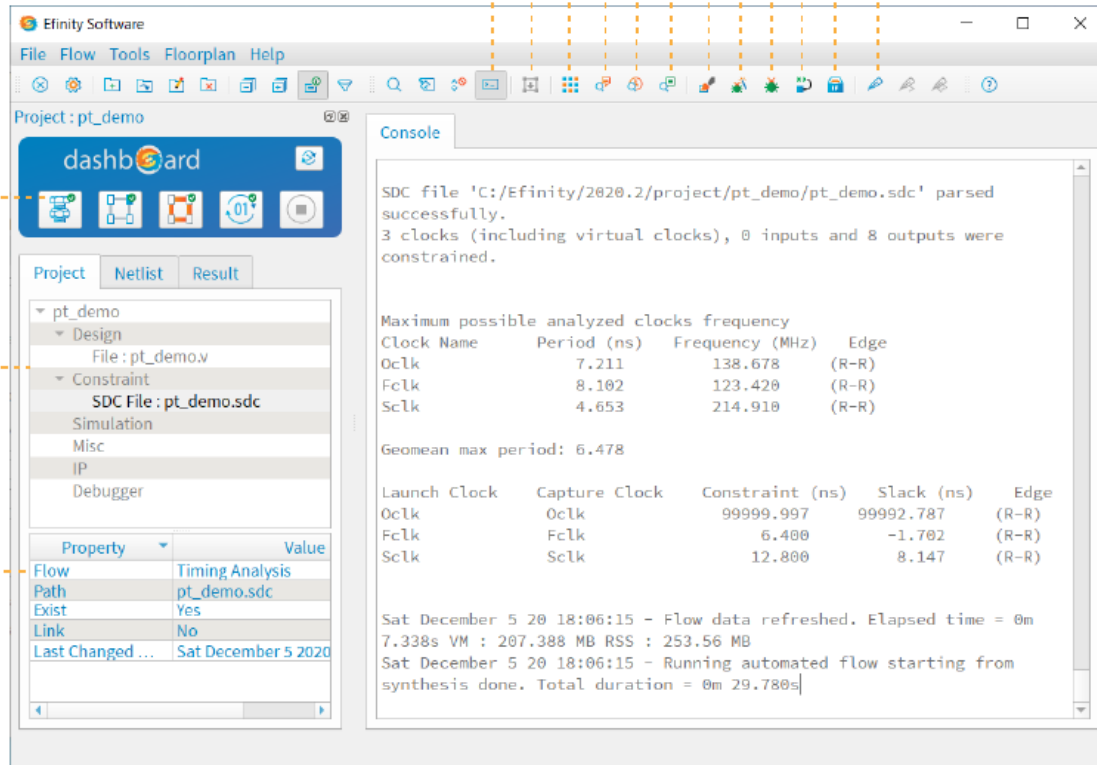 Efinity Software
File Flow Tools Floorplan Help
Project : pt_demo
dashboard
01
Project Netlist Result
pt_demo
Design
File : pt_demo.v
Constraint
SDC File : pt_demo.sdc
Simulation
Misc
IP
Debugger
Property Value
Flow Timing Analysis
Path pt_demo.sdc
Exist Yes
Link No
Last Changed ... Sat December 5 2020
Console
SDC file 'C:/Efinity/2020.2/project/pt_demo/pt_demo.sdc' parsed
successfully.
3 clocks (including virtual clocks), 0 inputs and 8 outputs were
constrained.
Maximum possible analyzed clocks frequency
Clock Name Period (ns) Frequency (MHz) Edge
Oclk 7.211 138.678 (R-R)
Fclk 8.102 123.420 (R-R)
Sclk 4.653 214.910 (R-R)
Geomean max period: 6.478
Launch Clock Capture Clock Constraint (ns) Slack (ns) Edge
Oclk Oclk 99999.997 99992.787 (R-R)
Fclk Fclk 6.400 -1.702 (R-R)
Sclk Sclk 12.800 8.147 (R-R)
Sat December 5 20 18:06:15 - Flow data refreshed. Elapsed time = 0m
7.338s VM : 207.388 MB RSS : 253.56 MB
Sat December 5 20 18:06:15 - Running automated flow starting from
synthesis done. Total duration = 0m 29.780s